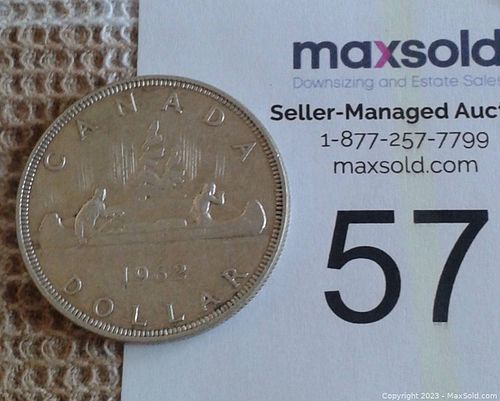 CANADA
1952
DOLLAR
maxsold
Downsizing and Estate Sale
Seller-Managed Auct
1-877-257-7799
maxsold.com
57
Copyright 2023 - MaxSold.com